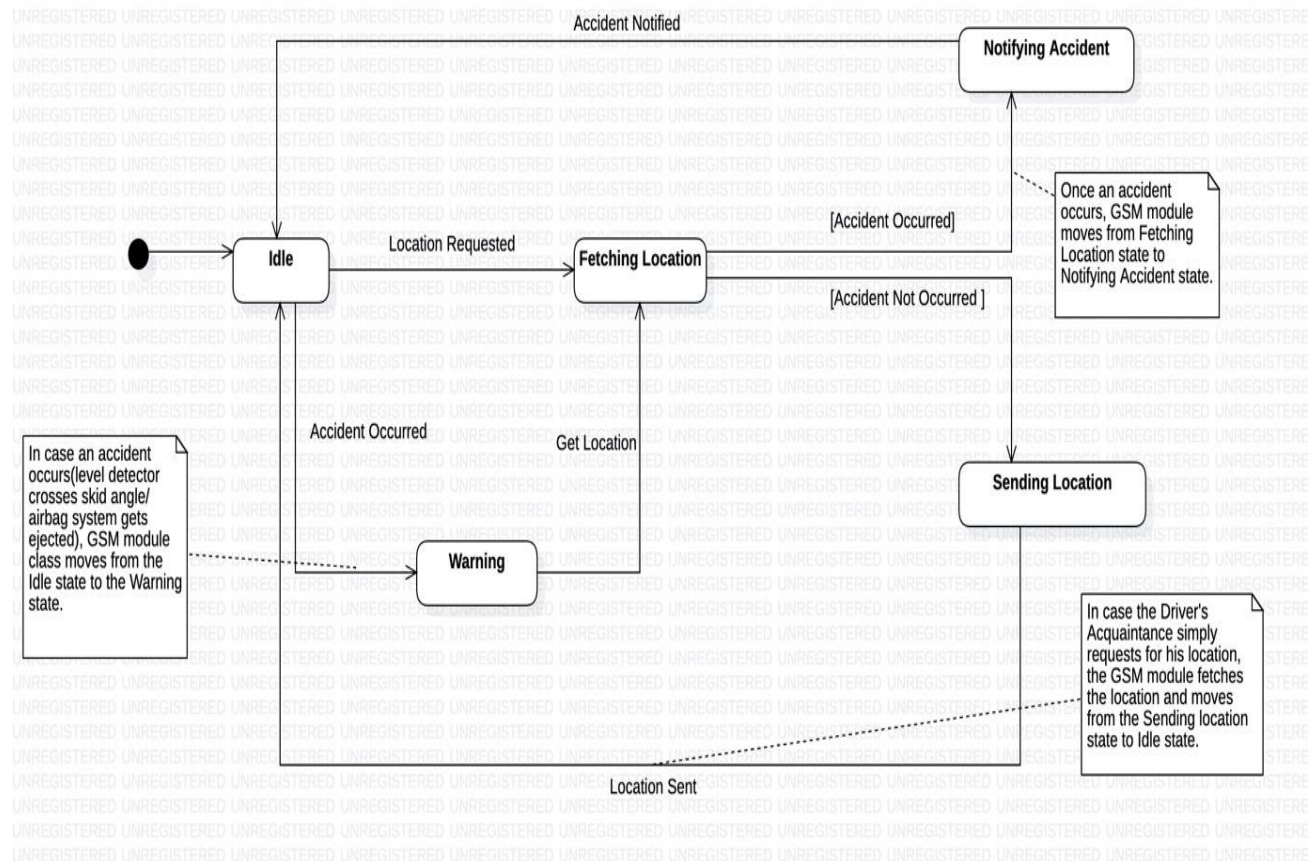 Accident Notified
Notifying Accident
Once an accident
occurs, GSM module
moves from Fetching
Location state to
Notifying Accident state.
[Accident Occurred]
Idle
Location Requested
Fetching Location
[Accident Not Occurred ]
Accident Occurred
Get Location
In case an accident
occurs(level detector
crosses skid angle/
airbag system gets
ejected), GSM module
class moves from the
Idle state to the Warning
state.
Sending Location
Warning
In case the Driver's
Acquaintance simply
requests for his location,
the GSM module fetches
the location and moves
from the Sending location
state to Idle state.
Location Sent
UNREGISTERED